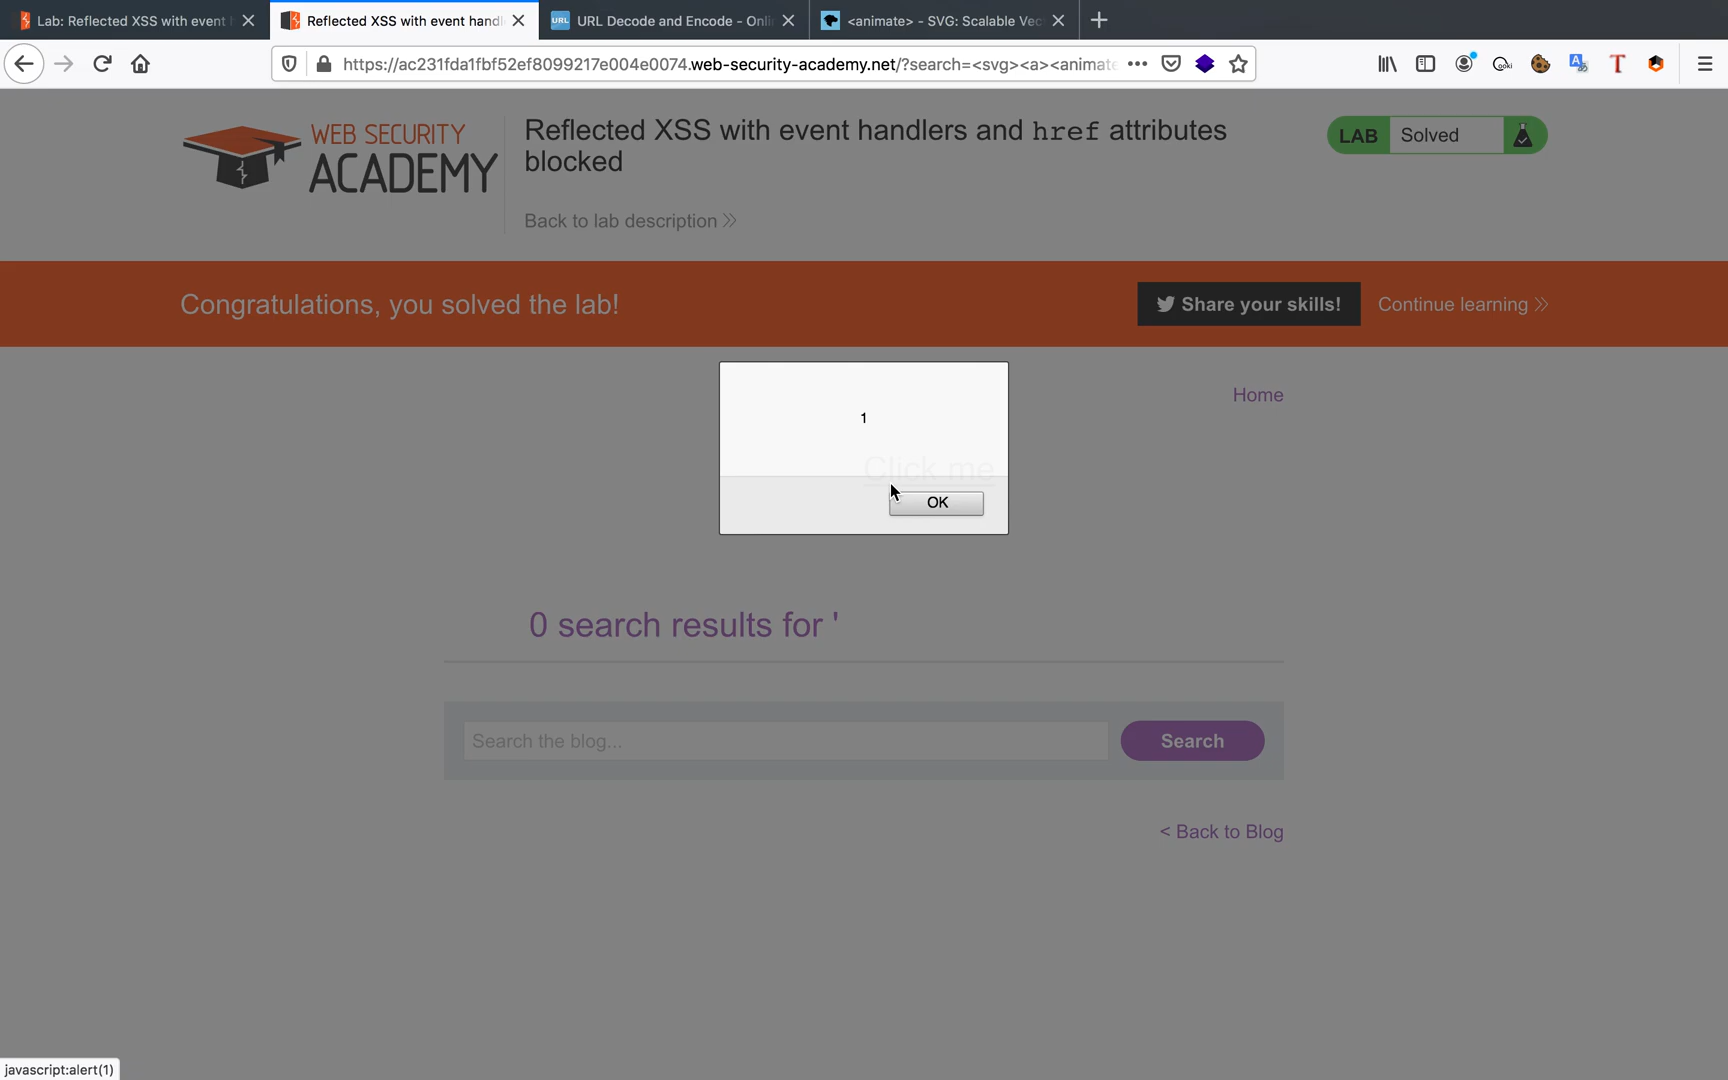 Lab: Reflected XSS with event h
Reflected XSS with event handle
URL
URL Decode and Encode - Onli
<animate> - SVG: Scalable Vec
https://ac231fda1fbf52ef8099217e004e0074.web-security-academy.net/?search=<svg><a><animate
WEB SECURITY
ACADEMY
Reflected XSS with event handlers and href attributes
blocked
Back to lab description
LAB Solved
Congratulations, you solved the lab!
Share your skills!
Continue learning
1
Home
Click me
OK
0 search results for '
Search the blog...
Search
< Back to Blog
javascript:alert(1)